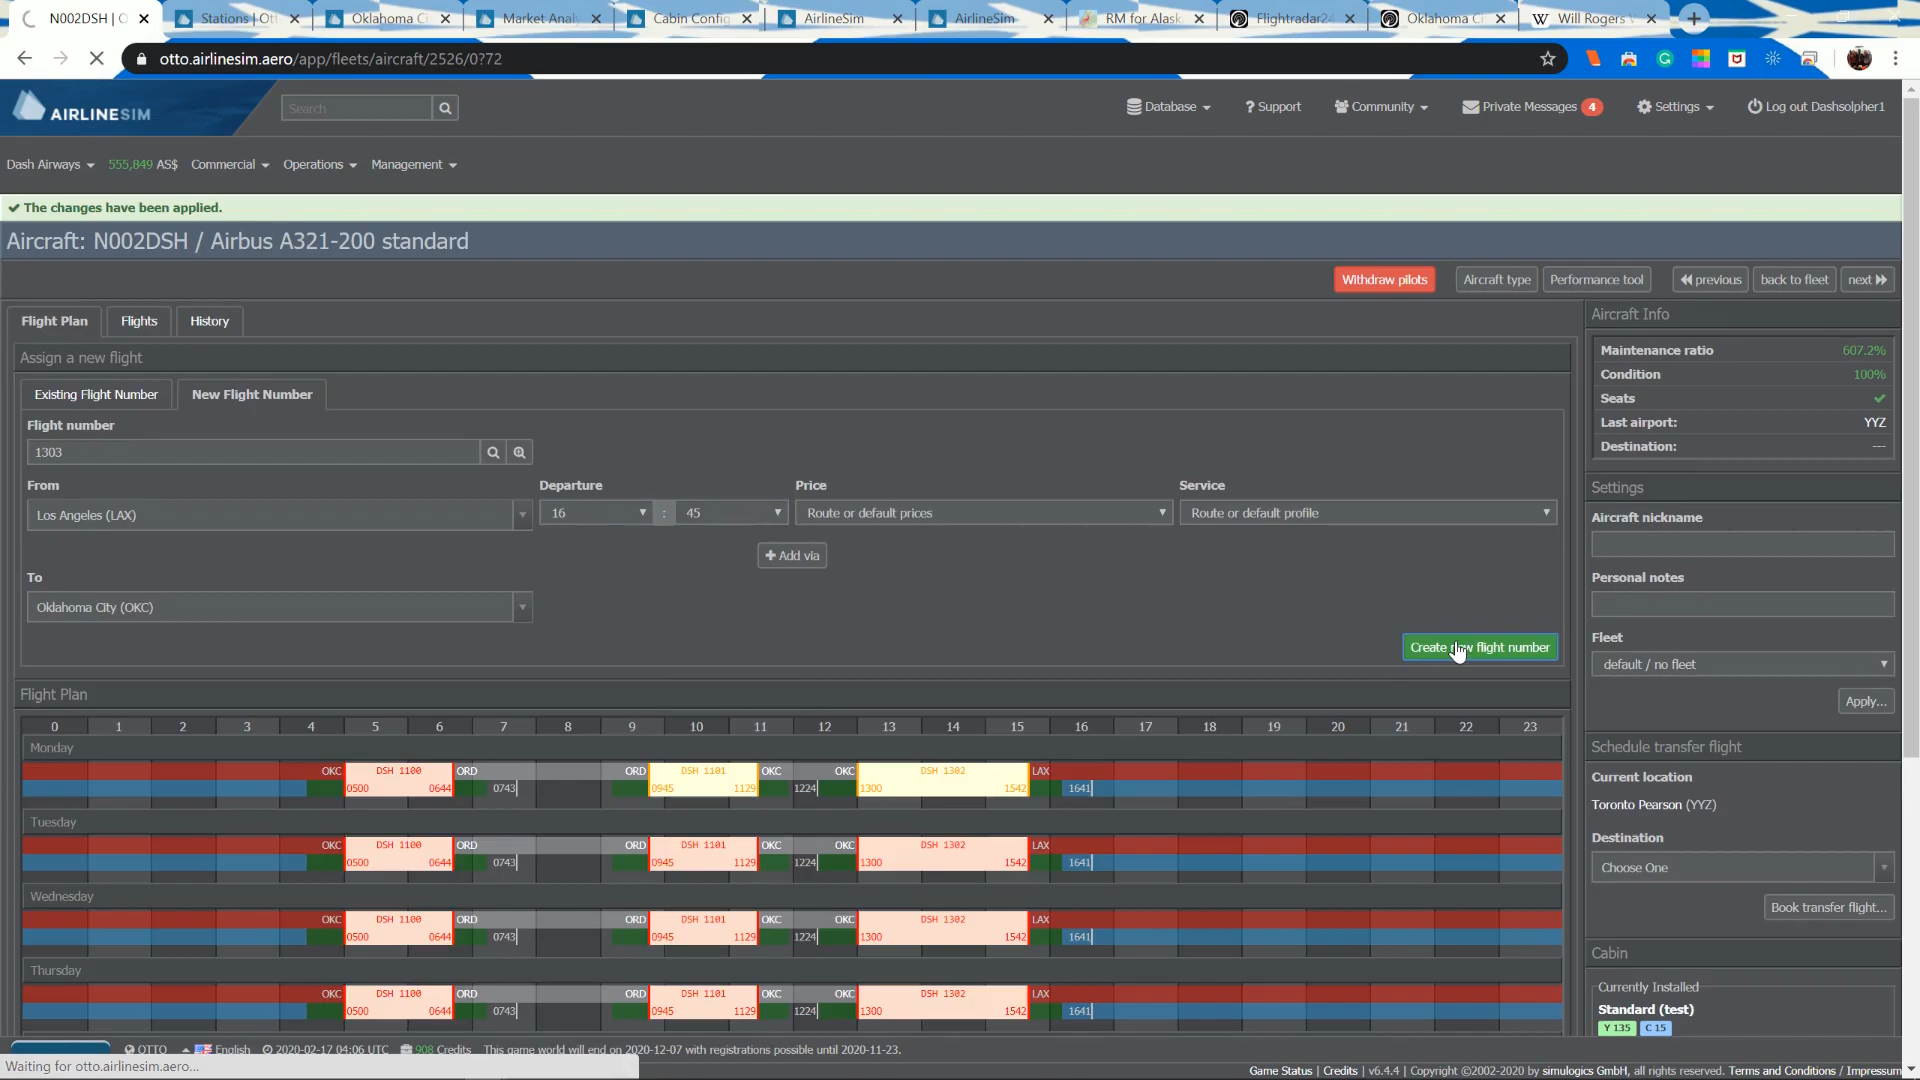 N002DSH | O
Stations | Ott
Oklahoma Ci
Market Anal
Cabin Config
AirlineSim
AirlineSim
RM for Alask
Flightradar24
Oklahoma Ci
Will Rogers
otto.airlinesim.aero/app/fleets/aircraft/2526/0?72
AIRLINESIM
Search
Database
? Support
Community
Private Messages 4
Settings
Log out Dashsolpher1
Dash Airways
555,849 AS$
Commercial
Operations
Management
The changes have been applied.
Aircraft: N002DSH / Airbus A321-200 standard
Withdraw pilots
Aircraft type
Performance tool
previous
back to fleet
next
Flight Plan
Flights
History
Assign a new flight
Existing Flight Number
New Flight Number
Flight number
1303
From
Departure
Price
Service
Los Angeles (LAX)
16 : 45
Route or default prices
Route or default profile
+ Add via
To
Oklahoma City (OKC)
Create new flight number
Flight Plan
0 1 2 3 4 5 6 7 8 9 10 11 12 13 14 15 16 17 18 19 20 21 22 23
Monday
OKC DSH 1100 ORD ORD DSH 1101 OKC OKC DSH 1302 LAX
0500 0644 0743 0945 1129 1224 1300 1542 1641
Tuesday
OKC DSH 1100 ORD ORD DSH 1101 OKC OKC DSH 1302 LAX
0500 0644 0743 0945 1129 1224 1300 1542 1641
Wednesday
OKC DSH 1100 ORD ORD DSH 1101 OKC OKC DSH 1302 LAX
0500 0644 0743 0945 1129 1224 1300 1542 1641
Thursday
OKC DSH 1100 ORD ORD DSH 1101 OKC OKC DSH 1302 LAX
0500 0644 0743 0945 1129 1224 1300 1542 1641
Aircraft Info
Maintenance ratio 607.2%
Condition 100%
Seats
Last airport: YYZ
Destination: ---
Settings
Aircraft nickname
Personal notes
Fleet
default / no fleet
Apply...
Schedule transfer flight
Current location
Toronto Pearson (YYZ)
Destination
Choose One
Book transfer flight...
Cabin
Currently Installed
Standard (test)
Y 135 C 15
OTTO English 2020-02-17 04:06 UTC 908 Credits This game world will end on 2020-12-07 with registrations possible until 2020-11-23.
Waiting for otto.airlinesim.aero...
Game Status | Credits | v6.4.4 | Copyright ©2002-2020 by simulogics GmbH, all rights reserved. Terms and Conditions / Impressum